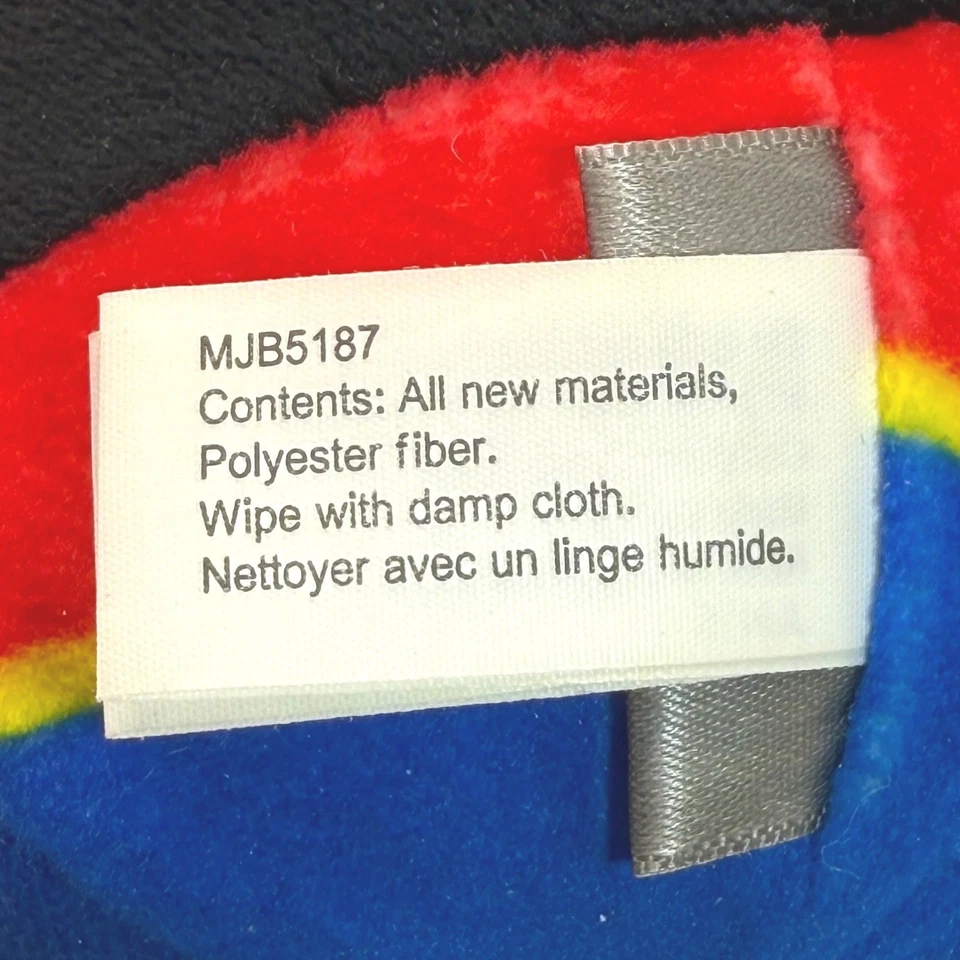 MJB5187
Contents: All new materials,
Polyester fiber.
Wipe with damp cloth.
Nettoyer avec un linge humide.